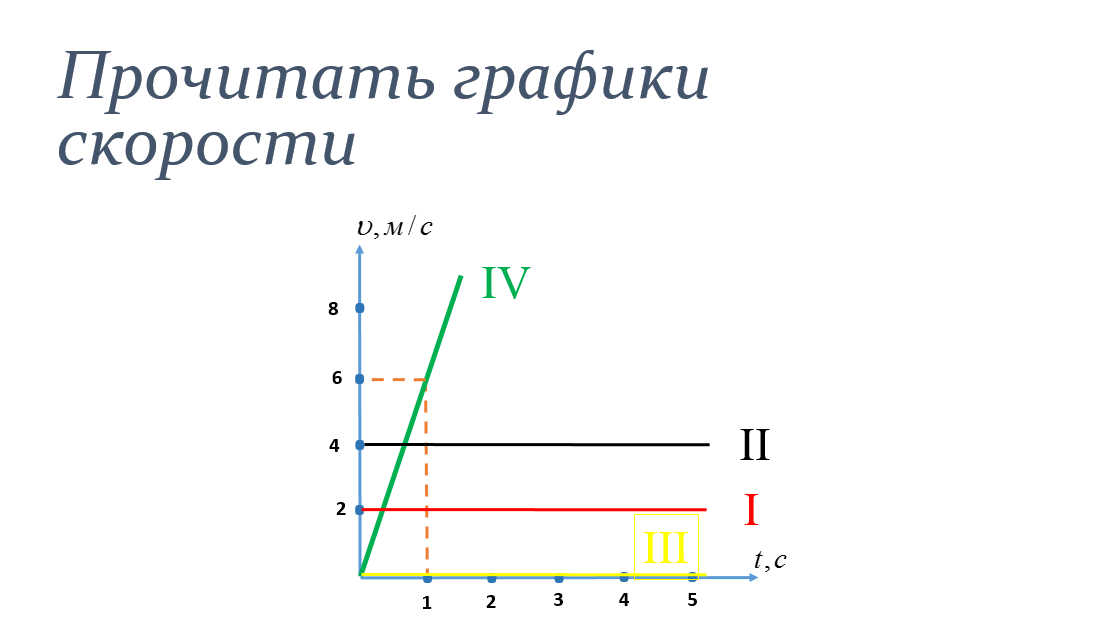 Прочитать графики
скорости
υ, м/с
IV
8
6
II
4
I
2
III
t, с
1 2 3 4 5